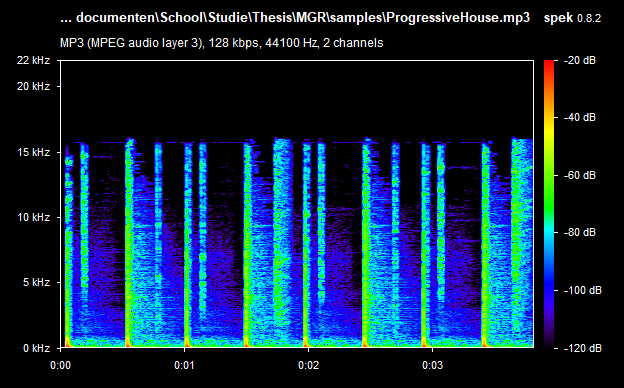 ... documenten\School\Studie\Thesis\MGR\samples\ProgressiveHouse.mp3 spek 0.8.2
MP3 (MPEG audio layer 3), 128 kbps, 44100 Hz, 2 channels
22 kHz
20 kHz
15 kHz
10 kHz
5 kHz
0 kHz
0:00 0:01 0:02 0:03
-20 dB
-40 dB
-60 dB
-80 dB
-100 dB
-120 dB